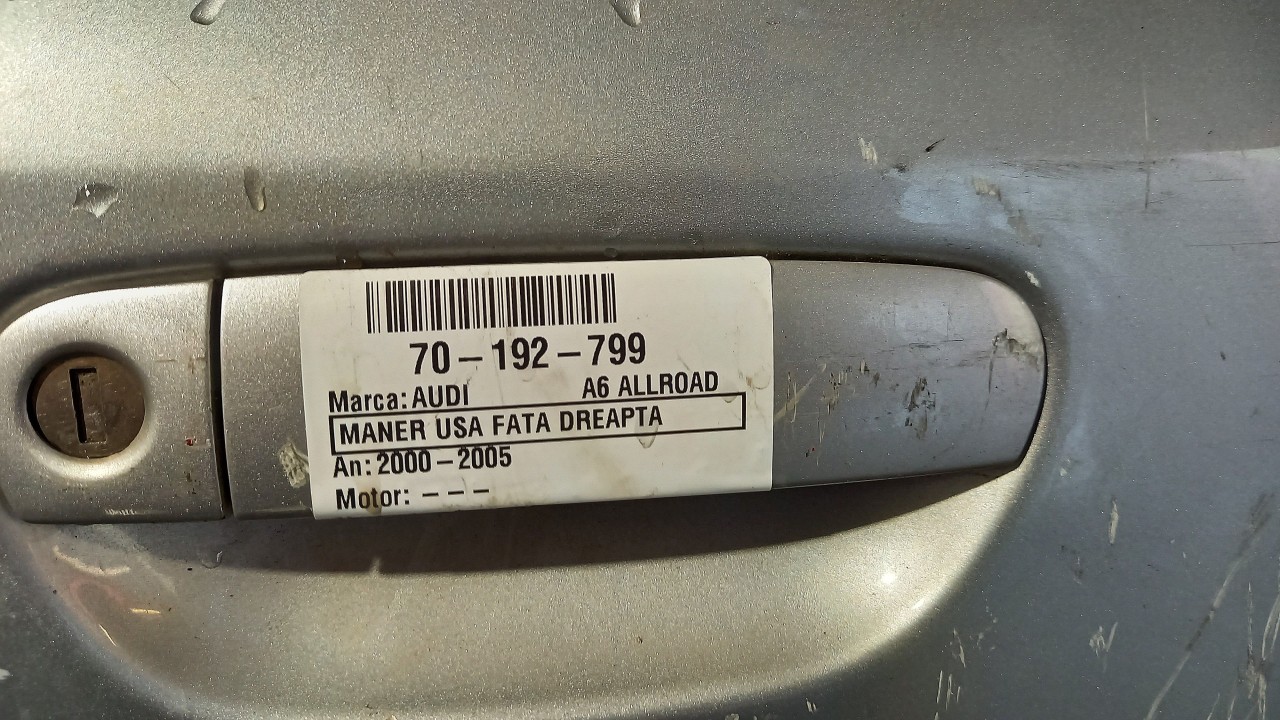 70-192-799
Marca: AUDI A6 ALLROAD
MANER USA FATA DREAPTA
An: 2000-2005
Motor: ---